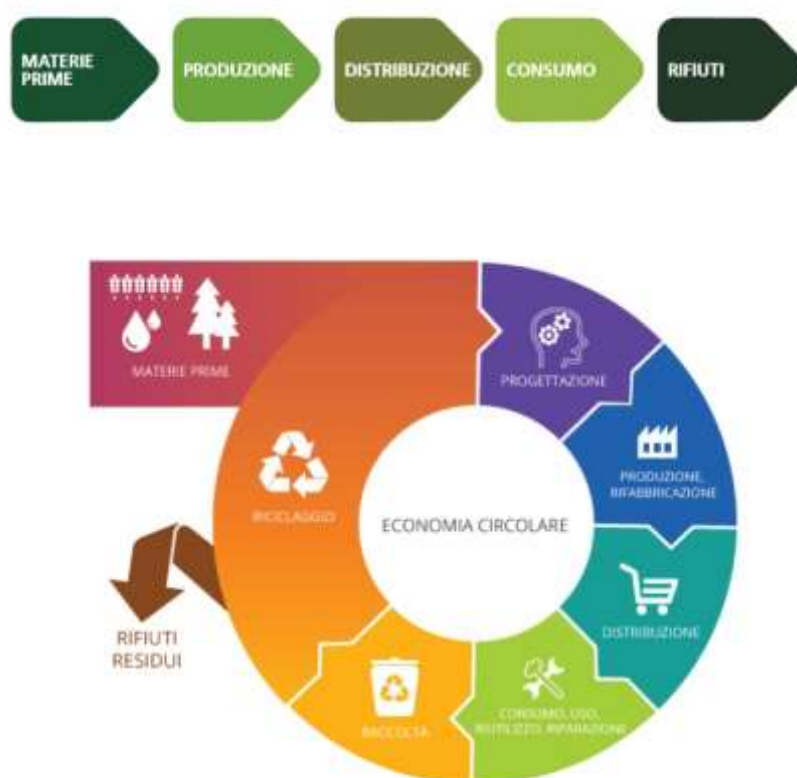 MATERIE
PRIME
PRODUZIONE
DISTRIBUZIONE
CONSUMO
RIFIUTI
MATERIE PRIME
PROGETTAZIONE
PRODUZIONE,
RIFABBRICAZIONE
RICICLAGGIO
ECONOMIA CIRCOLARE
DISTRIBUZIONE
RIFIUTI
RESIDUI
CONSUMO, USO,
RIUTILIZZO, RIPARAZIONE
RACCOLTA